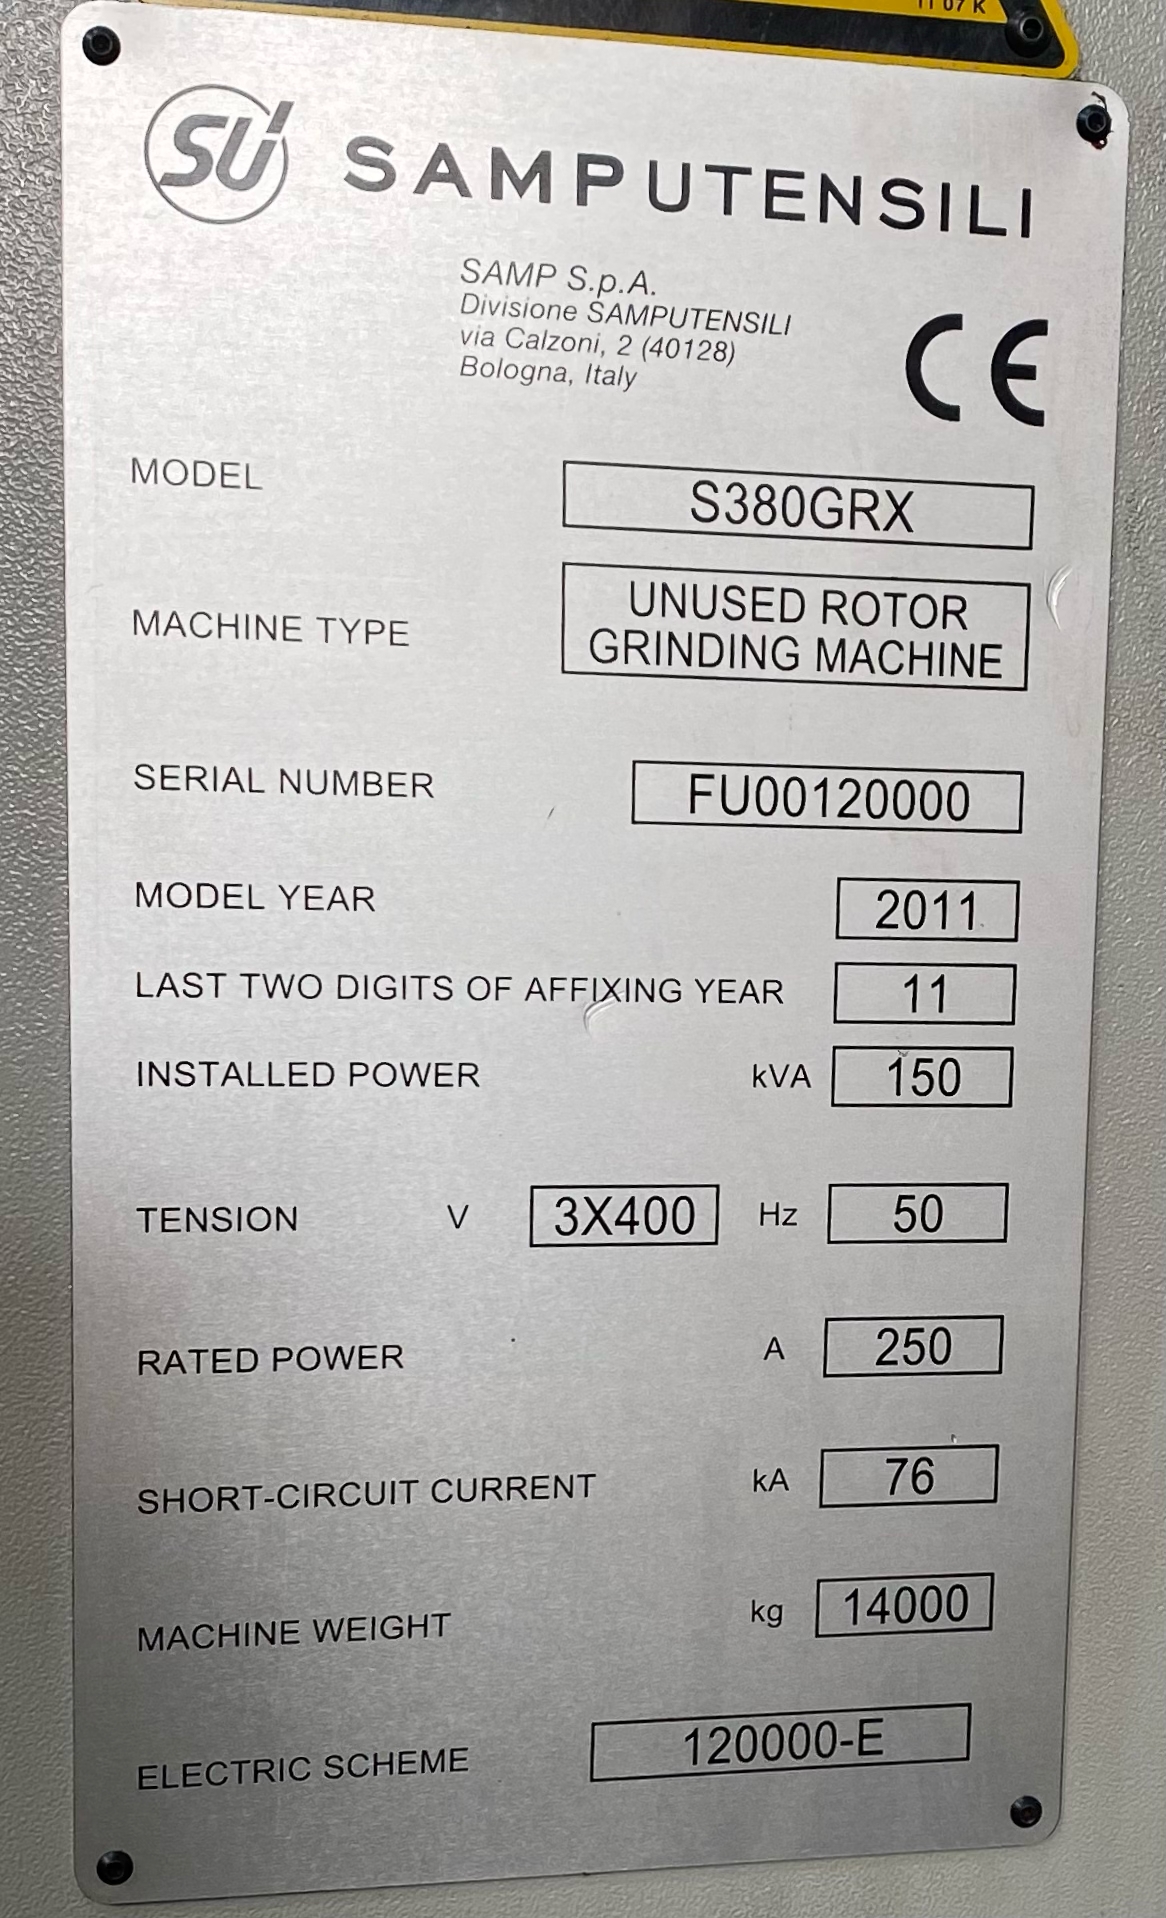 11 07 K
SU
SAMPUTENSILI
SAMP S.p.A.
Divisione SAMPUTENSILI
via Calzoni, 2 (40128)
Bologna, Italy
CE
MODEL S380GRX
MACHINE TYPE UNUSED ROTOR
GRINDING MACHINE
SERIAL NUMBER FU00120000
MODEL YEAR 2011
LAST TWO DIGITS OF AFFIXING YEAR 11
INSTALLED POWER kVA 150
TENSION V 3X400 Hz 50
RATED POWER A 250
SHORT-CIRCUIT CURRENT kA 76
MACHINE WEIGHT kg 14000
ELECTRIC SCHEME 120000-E